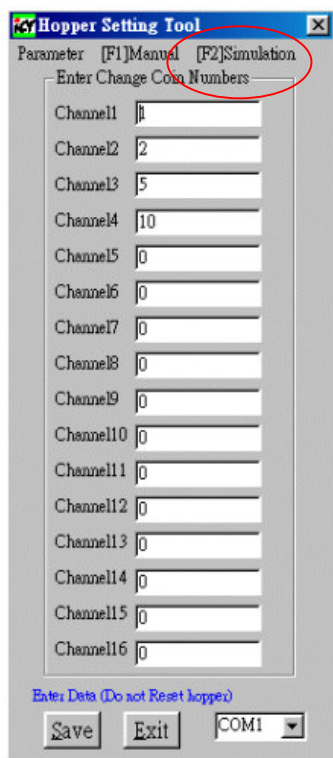 ICT Hopper Setting Tool
Parameter [F1]Manual [F2]Simulation
Enter Change Coin Numbers
Channel1 1
Channel2 2
Channel3 5
Channel4 10
Channel5 0
Channel6 0
Channel7 0
Channel8 0
Channel9 0
Channel10 0
Channel11 0
Channel12 0
Channel13 0
Channel14 0
Channel15 0
Channel16 0
Enter Data (Do not Reset hopper)
Save Exit COM1